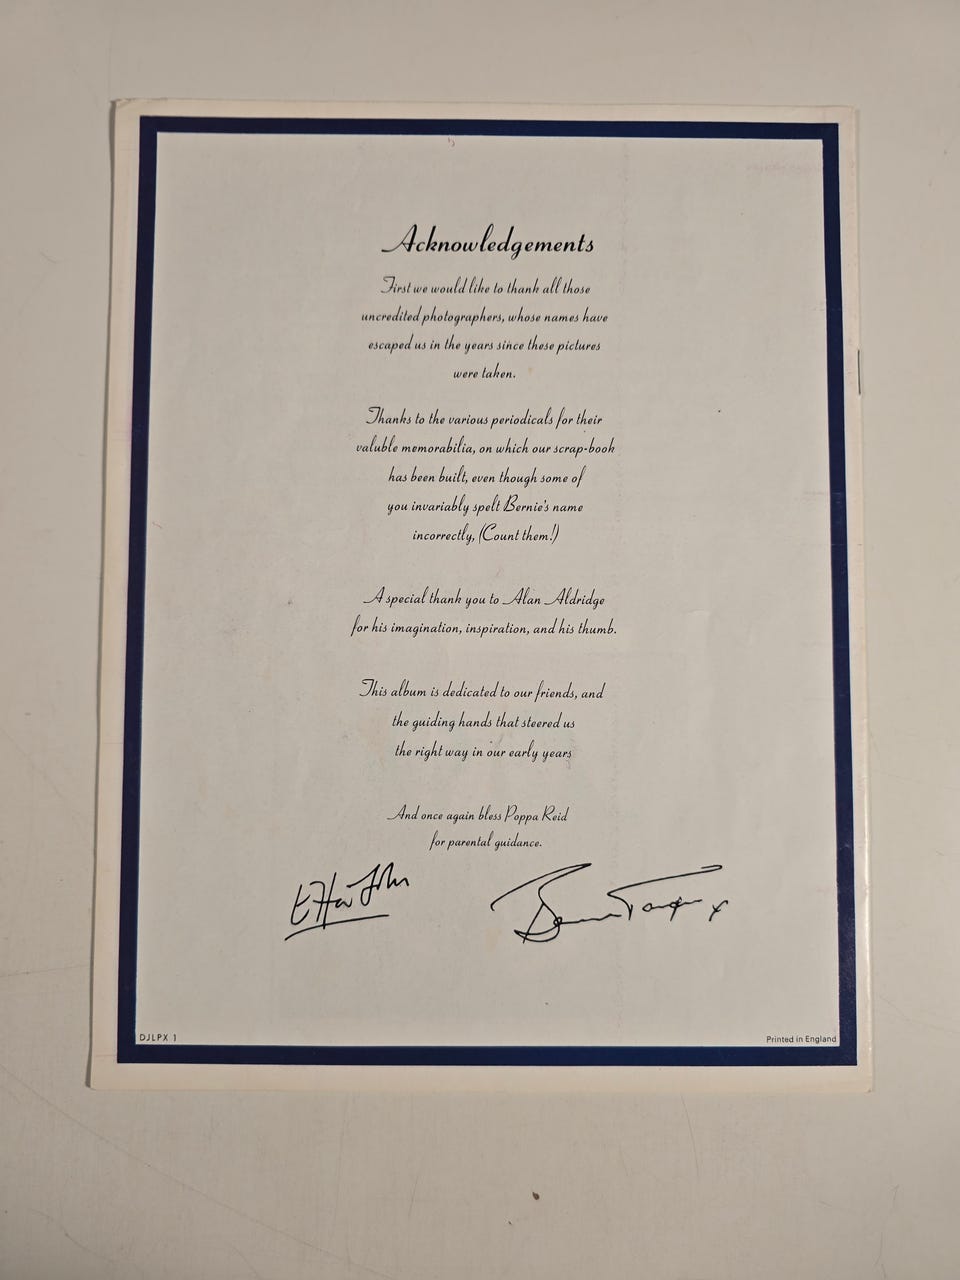 Acknowledgements
First we would like to thank all those
uncredited photographers, whose names have
escaped us in the years since these pictures
were taken.
Thanks to the various periodicals for their
valuble memorabilia, on which our scrap-book
has been built, even though some of
you invariably spelt Bernie's name
incorrectly, (Count them!)
A special thank you to Alan Aldridge
for his imagination, inspiration, and his thumb.
This album is dedicated to our friends, and
the guiding hands that steered us
the right way in our early years
And once again bless Poppa Reid
for parental guidance.
Elton John
Bernie Taupin x
DJLPX 1
Printed in England